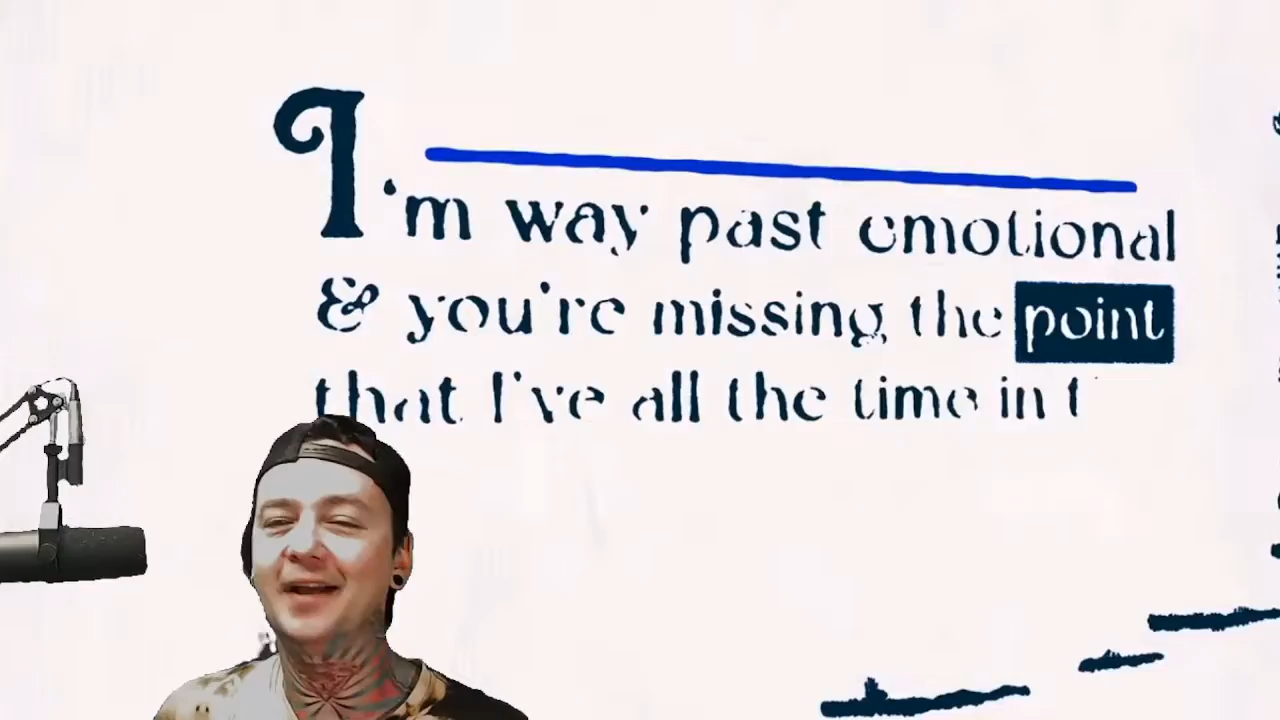 I'm way past emotional
& you're missing the point
that I've all the time in t